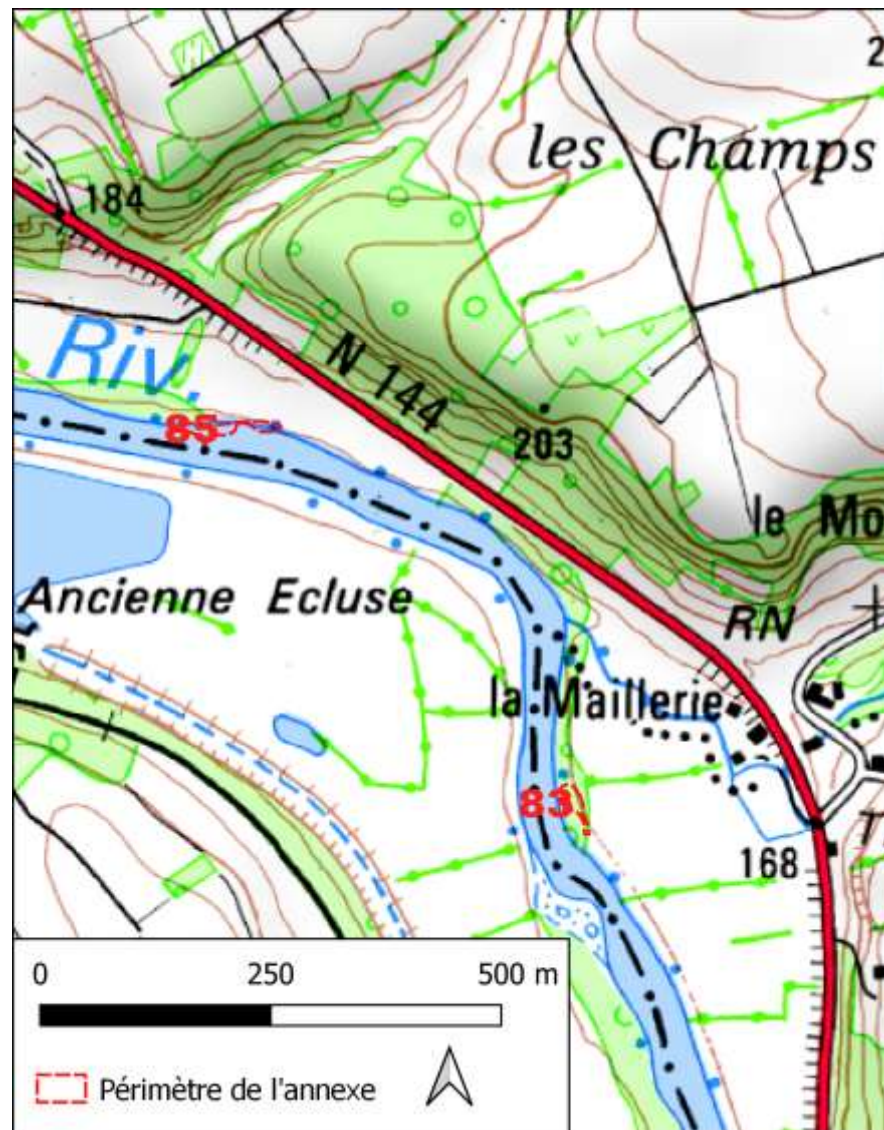 2
les Champs
184
Riv.
N 144
85
203
le Mo
Ancienne Ecluse
RN
la Maillerie
83
168
0 250 500 m
Périmètre de l'annexe